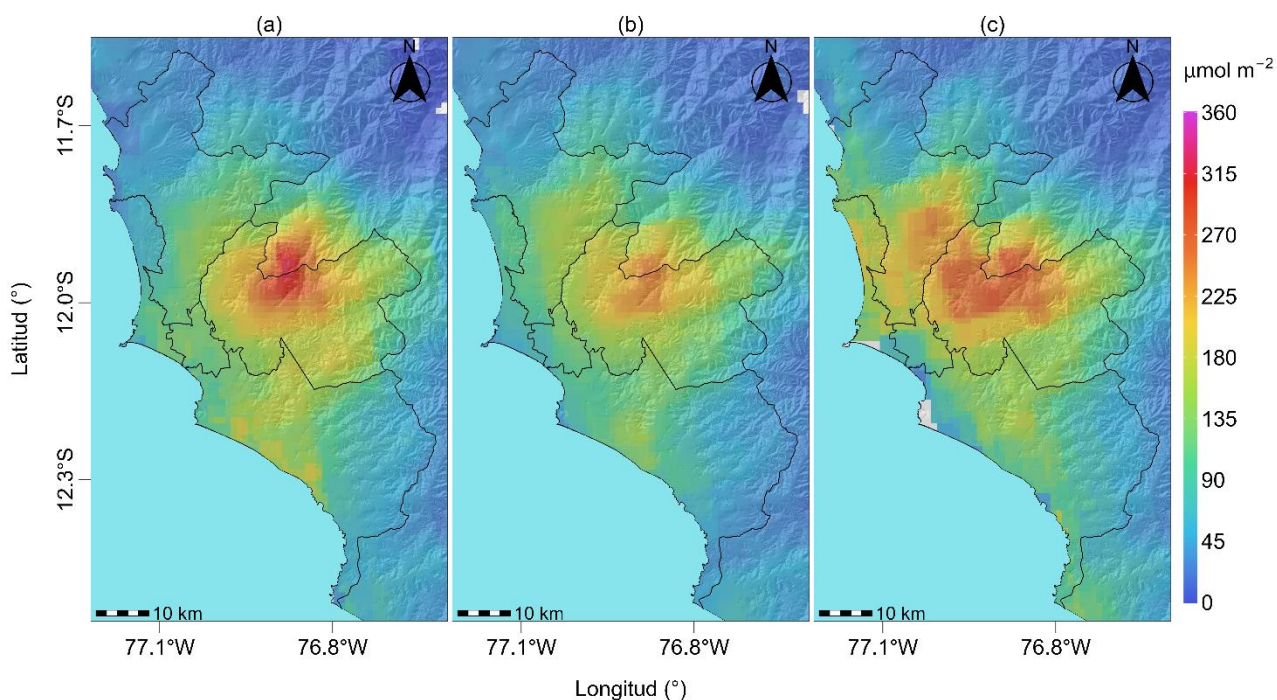 (a) (b) (c)
N N N
µmol m⁻²
360
315
270
225
180
135
90
45
0
11.7°S
12.0°S
12.3°S
Latitud (°)
10 km 10 km 10 km
77.1°W 76.8°W 77.1°W 76.8°W 77.1°W 76.8°W
Longitud (°)